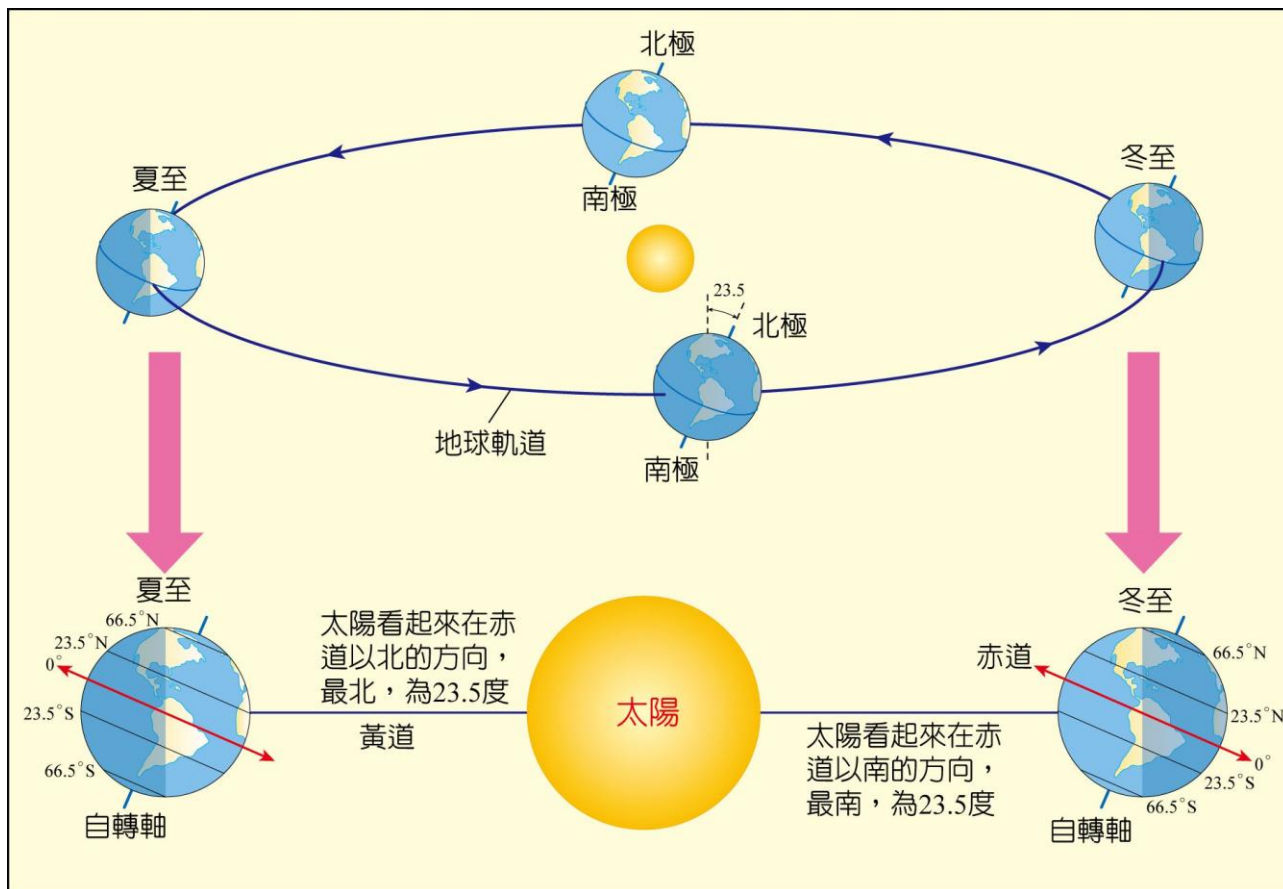 北極
夏至
南極
冬至
23.5
北極
地球軌道
南極
夏至
66.5°N
23.5°N
0°
23.5°S
66.5°S
自轉軸
太陽看起來在赤
道以北的方向，
最北，為23.5度
黃道
太陽
太陽看起來在赤
道以南的方向，
最南，為23.5度
冬至
赤道
66.5°N
23.5°N
0°
23.5°S
66.5°S
自轉軸